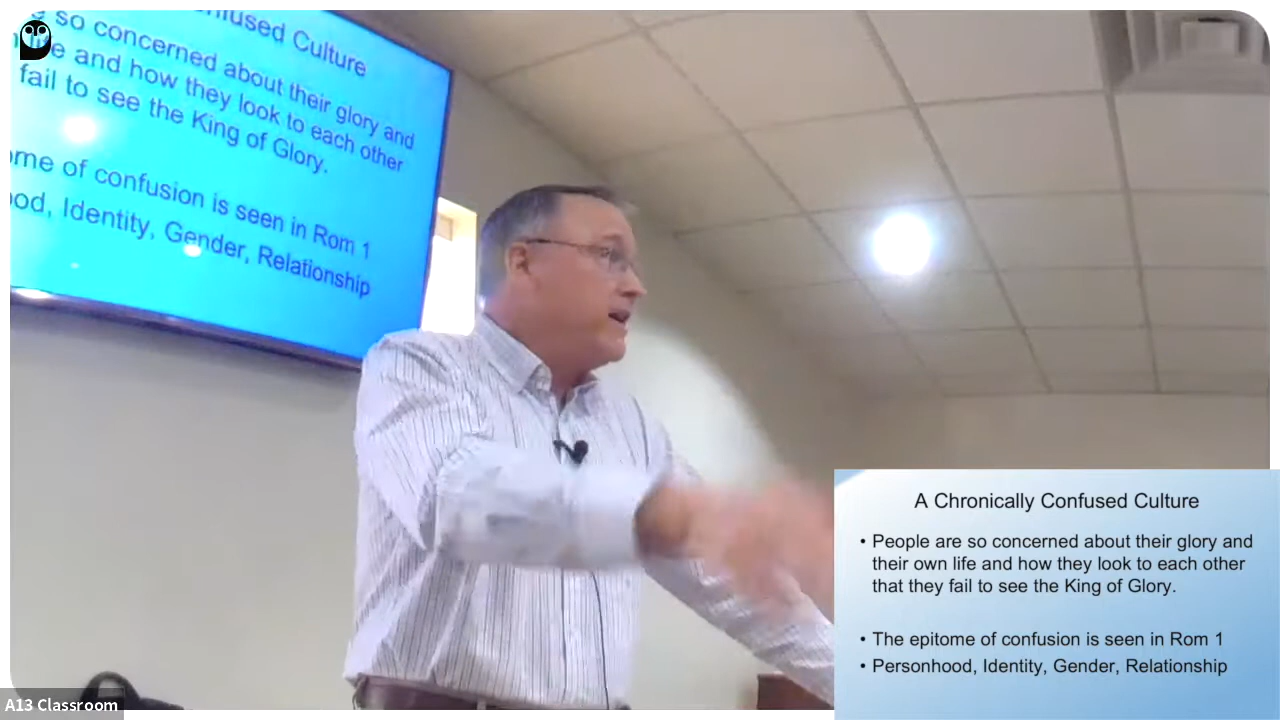 fused Culture
so concerned about their glory and
life and how they look to each other
fail to see the King of Glory.
ome of confusion is seen in Rom 1
ood, Identity, Gender, Relationship
A Chronically Confused Culture
• People are so concerned about their glory and
their own life and how they look to each other
that they fail to see the King of Glory.
• The epitome of confusion is seen in Rom 1
• Personhood, Identity, Gender, Relationship
A13 Classroom